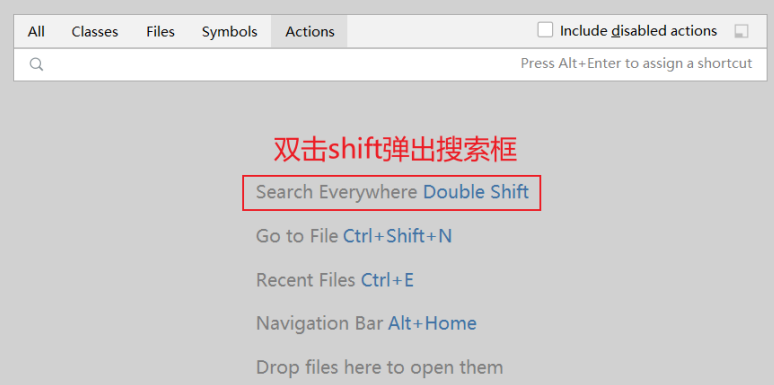 All Classes Files Symbols Actions Include disabled actions
Press Alt+Enter to assign a shortcut
双击shift弹出搜索框
Search Everywhere Double Shift
Go to File Ctrl+Shift+N
Recent Files Ctrl+E
Navigation Bar Alt+Home
Drop files here to open them